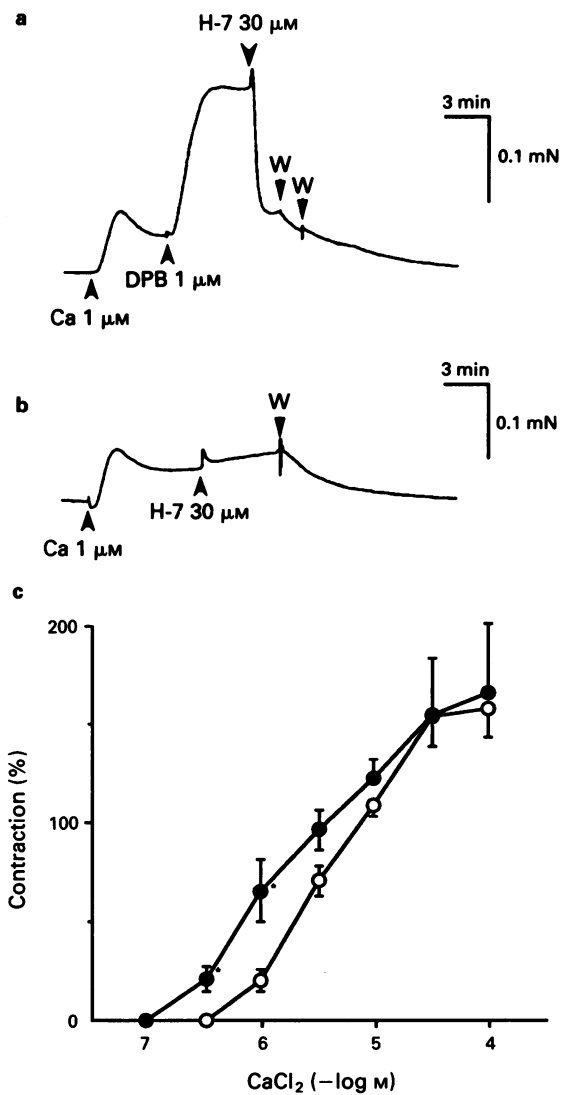 a
H-7 30 μM
3 min
0.1 mN
W
W
DPB 1 μM
Ca 1 μM
3 min
b
W
0.1 mN
H-7 30 μM
Ca 1 μM
c
200
100
0
Contraction (%)
7 6 5 4
CaCl₂ (−log M)